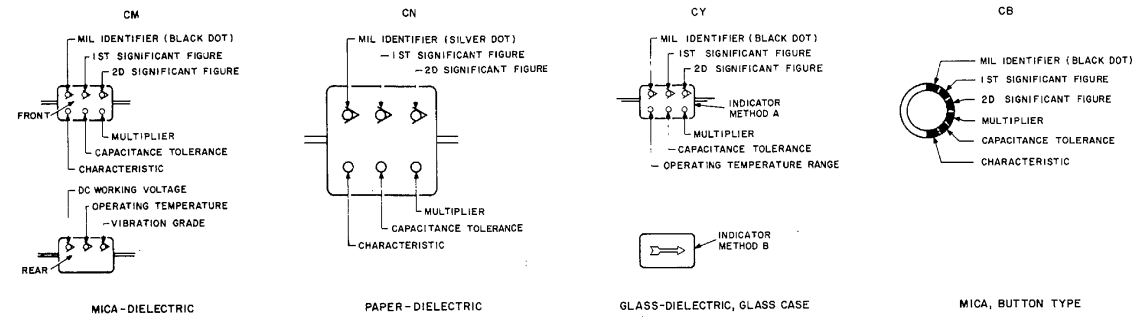 CM
MIL IDENTIFIER (BLACK DOT)
1ST SIGNIFICANT FIGURE
2D SIGNIFICANT FIGURE
FRONT
MULTIPLIER
CAPACITANCE TOLERANCE
CHARACTERISTIC
DC WORKING VOLTAGE
OPERATING TEMPERATURE
VIBRATION GRADE
REAR
MICA-DIELECTRIC
CN
MIL IDENTIFIER (SILVER DOT)
1ST SIGNIFICANT FIGURE
2D SIGNIFICANT FIGURE
MULTIPLIER
CAPACITANCE TOLERANCE
CHARACTERISTIC
PAPER-DIELECTRIC
CY
MIL IDENTIFIER (BLACK DOT)
1ST SIGNIFICANT FIGURE
2D SIGNIFICANT FIGURE
INDICATOR
METHOD A
MULTIPLIER
CAPACITANCE TOLERANCE
OPERATING TEMPERATURE RANGE
INDICATOR
METHOD B
GLASS-DIELECTRIC, GLASS CASE
CB
MIL IDENTIFIER (BLACK DOT)
1ST SIGNIFICANT FIGURE
2D SIGNIFICANT FIGURE
MULTIPLIER
CAPACITANCE TOLERANCE
CHARACTERISTIC
MICA, BUTTON TYPE